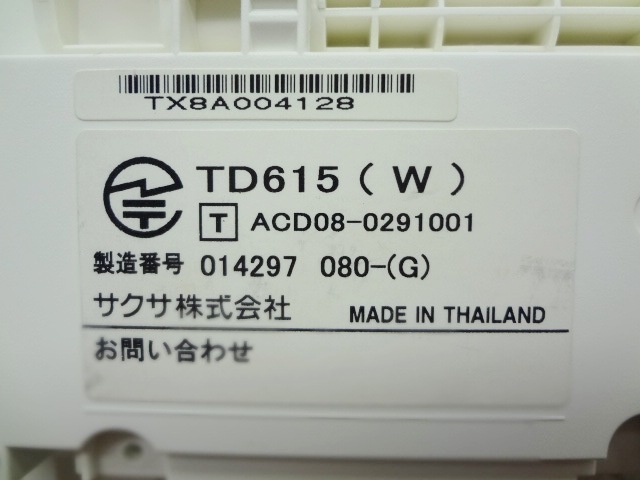 TX8A004128
TD615 ( W )
T ACD08-0291001
製造番号 014297 080-(G)
サクサ株式会社 MADE IN THAILAND
お問い合わせ